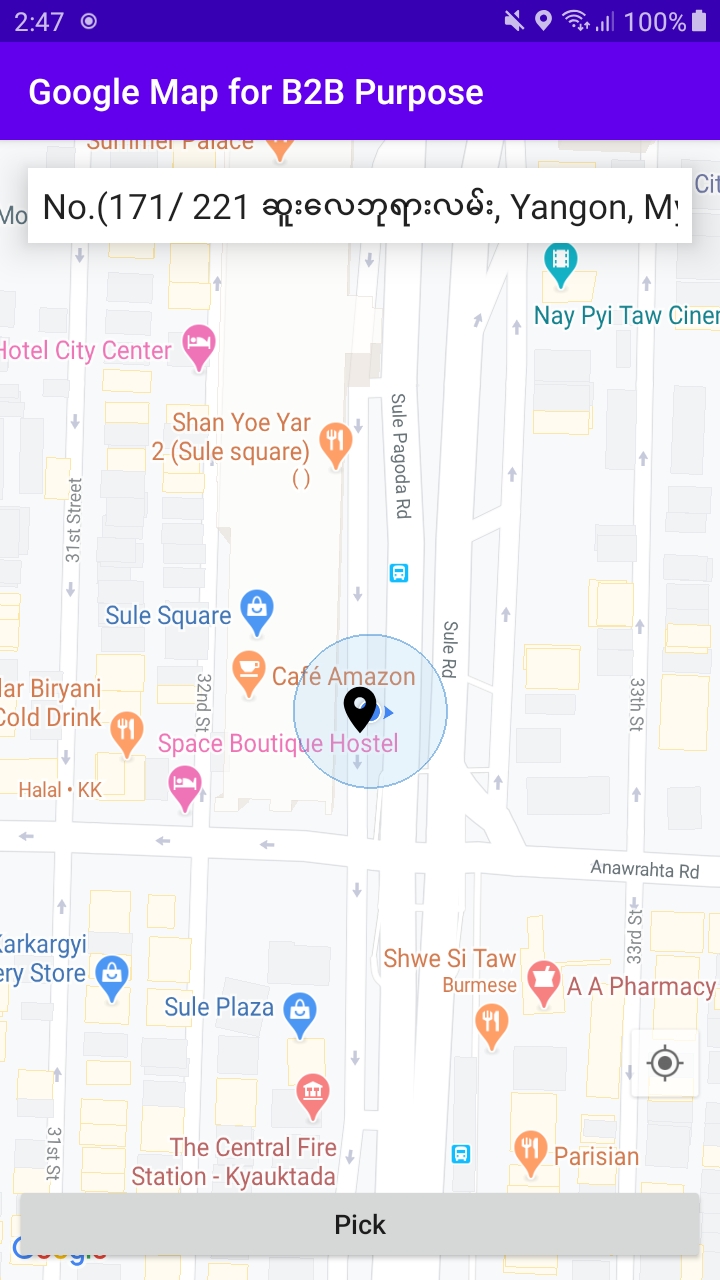 2:47
100%
Google Map for B2B Purpose
Summer Palace
No.(171/ 221 ဆူးလေဘုရားလမ်း, Yangon, My
Cit
Mo
Nay Pyi Taw Ciner
Hotel City Center
Shan Yoe Yar
2 (Sule square)
( )
Sule Pagoda Rd
31st Street
Sule Square
Sule Rd
Café Amazon
32nd St
33th St
lar Biryani
Cold Drink
Space Boutique Hostel
Halal • KK
Anawrahta Rd
33rd St
Karkargyi
ery Store
Shwe Si Taw
Burmese
A A Pharmacy
Sule Plaza
31st St
The Central Fire
Station - Kyauktada
Parisian
Pick
Google